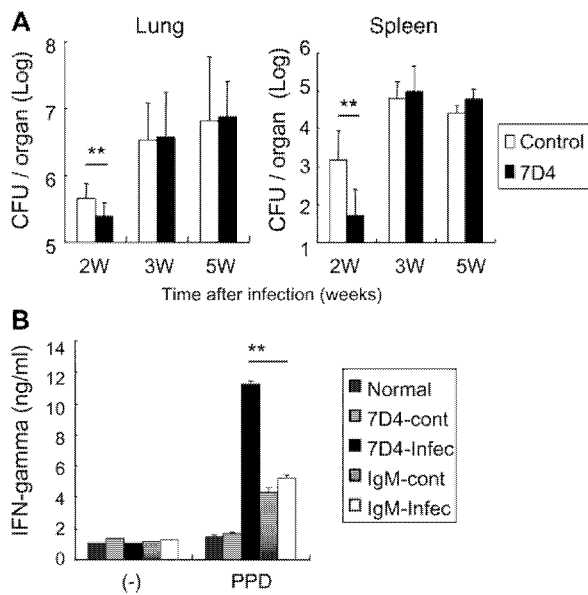 A
Lung
Spleen
CFU / organ (Log)
8
7
6
5
**
2W
3W
5W
CFU / organ (Log)
6
5
4
3
2
1
**
2W
3W
5W
Control
7D4
Time after infection (weeks)
B
IFN-gamma (ng/ml)
14
12
10
8
6
4
2
0
**
(-)
PPD
Normal
7D4-cont
7D4-Infec
IgM-cont
IgM-Infec